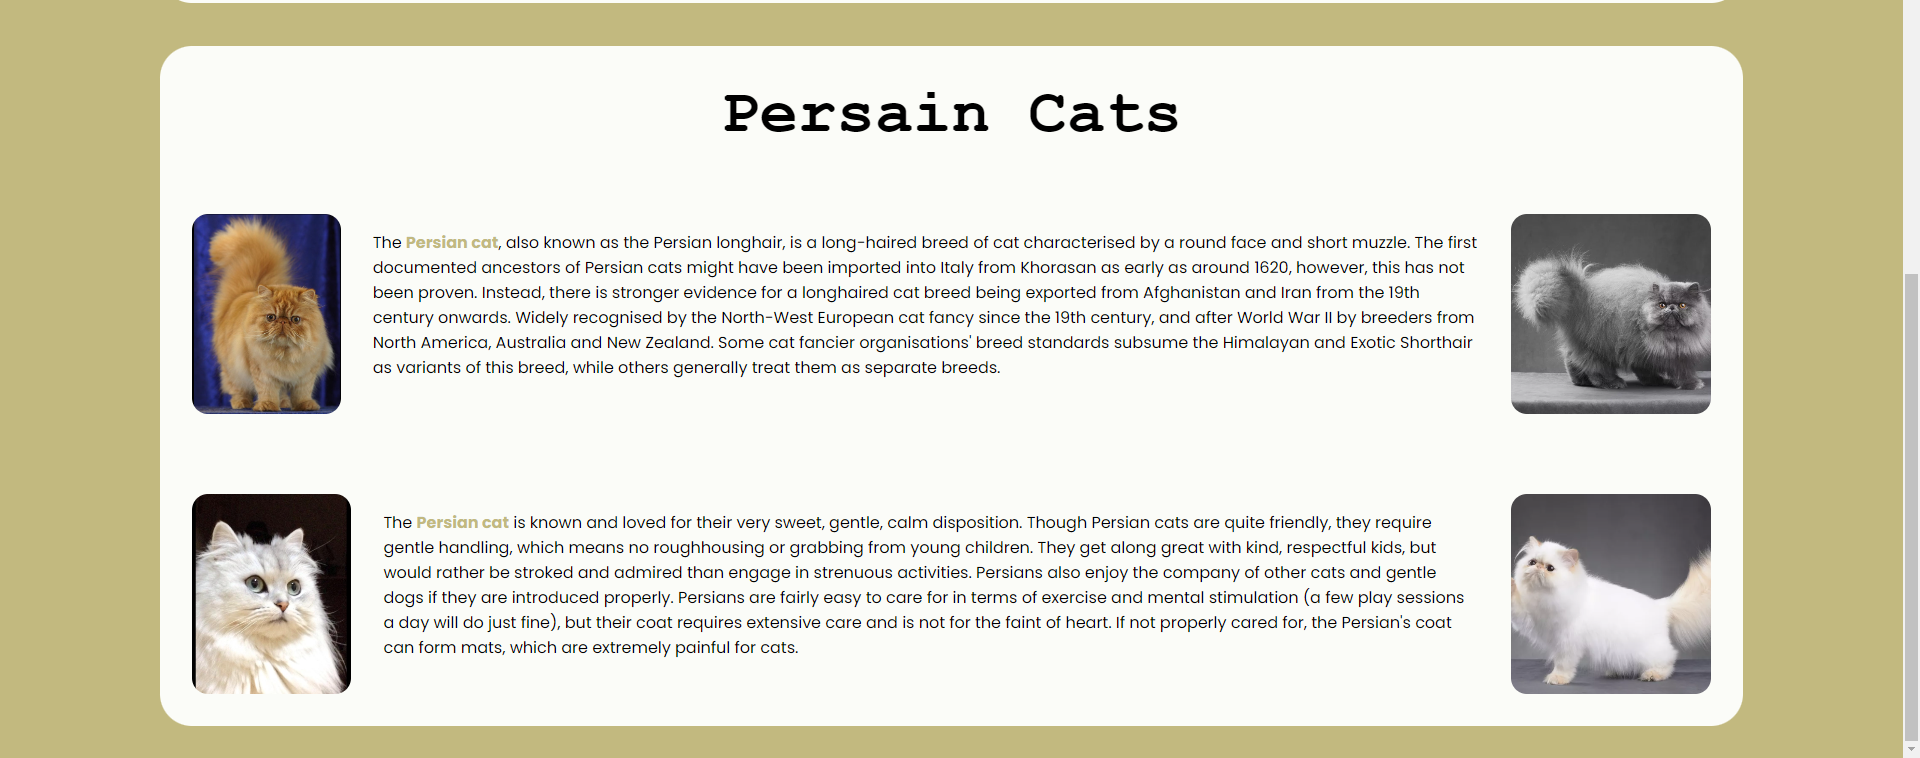 Persain Cats
The Persian cat, also known as the Persian longhair, is a long-haired breed of cat characterised by a round face and short muzzle. The first
documented ancestors of Persian cats might have been imported into Italy from Khorasan as early as around 1620, however, this has not
been proven. Instead, there is stronger evidence for a longhaired cat breed being exported from Afghanistan and Iran from the 19th
century onwards. Widely recognised by the North-West European cat fancy since the 19th century, and after World War II by breeders from
North America, Australia and New Zealand. Some cat fancier organisations' breed standards subsume the Himalayan and Exotic Shorthair
as variants of this breed, while others generally treat them as separate breeds.
The Persian cat is known and loved for their very sweet, gentle, calm disposition. Though Persian cats are quite friendly, they require
gentle handling, which means no roughhousing or grabbing from young children. They get along great with kind, respectful kids, but
would rather be stroked and admired than engage in strenuous activities. Persians also enjoy the company of other cats and gentle
dogs if they are introduced properly. Persians are fairly easy to care for in terms of exercise and mental stimulation (a few play sessions
a day will do just fine), but their coat requires extensive care and is not for the faint of heart. If not properly cared for, the Persian's coat
can form mats, which are extremely painful for cats.